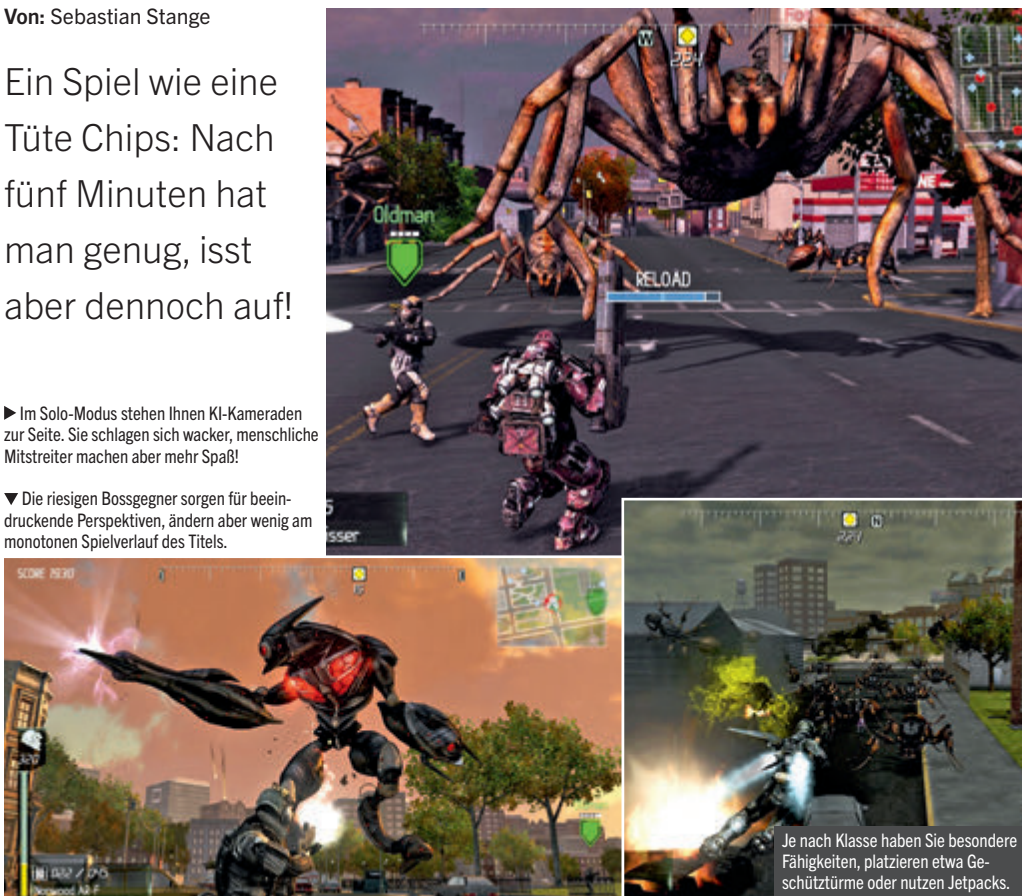 Von: Sebastian Stange
Ein Spiel wie eine
Tüte Chips: Nach
fünf Minuten hat
man genug, isst
aber dennoch auf!
▶ Im Solo-Modus stehen Ihnen KI-Kameraden
zur Seite. Sie schlagen sich wacker, menschliche
Mitstreiter machen aber mehr Spaß!
▼ Die riesigen Bossgegner sorgen für beein-
druckende Perspektiven, ändern aber wenig am
monotonen Spielverlauf des Titels.
W
224
Oldman
RELOAD
SCORE
N
Je nach Klasse haben Sie besondere
Fähigkeiten, platzieren etwa Ge-
schütztürme oder nutzen Jetpacks.